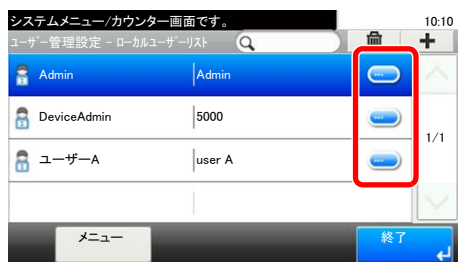 システムメニュー/カウンター画面です。 10:10
ユーザー管理設定 - ローカルユーザーリスト
Admin Admin
DeviceAdmin 5000
1/1
ユーザーA user A
メニュー 終了